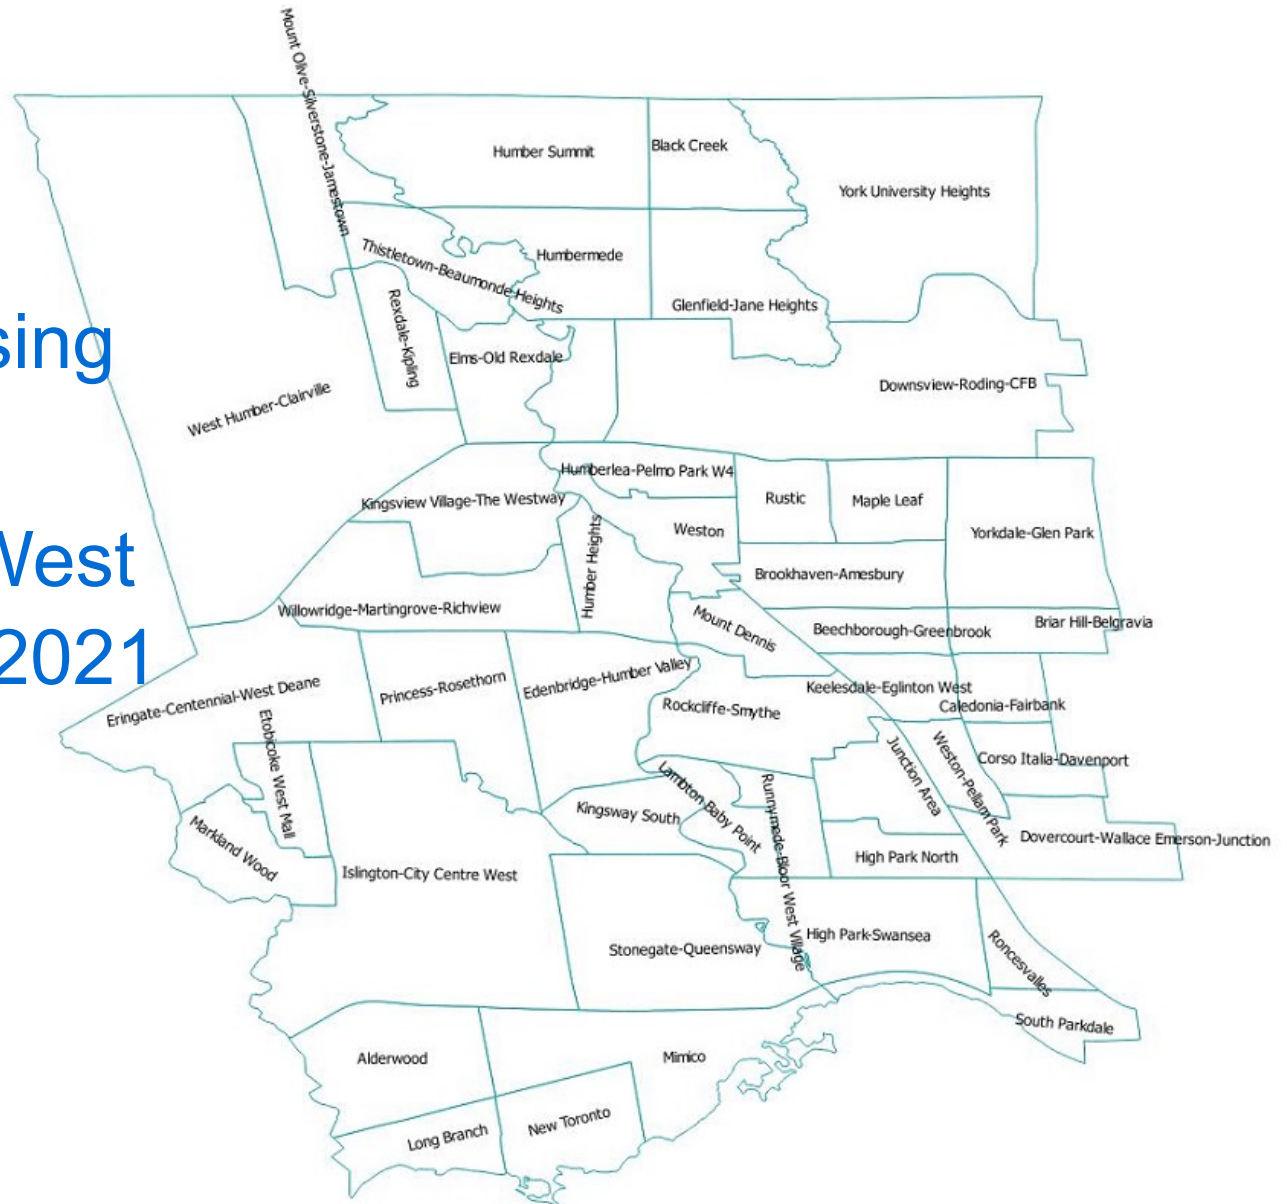 Mount Olive-Silverstone-Jamestown
Humber Summit
Black Creek
York University Heights
Thistletown-Beaumonde Heights
Humbermede
Glenfield-Jane Heights
sing
Rexdale-Kipling
Elms-Old Rexdale
Downsview-Roding-CFB
West Humber-Clairville
Humberlea-Pelmo Park W4
Kingsview Village-The Westway
Rustic
Maple Leaf
Weston
Yorkdale-Glen Park
West
Humber Heights
Brookhaven-Amesbury
Willowridge-Martingrove-Richview
Mount Dennis
Beechborough-Greenbrook
Briar Hill-Belgravia
2021
Eringate-Centennial-West Deane
Princess-Rosethorn
Edenbridge-Humber Valley
Keelesdale-Eglinton West
Rockcliffe-Smythe
Caledonia-Fairbank
Etobicoke West Mall
Junction Area
Weston-Pellam Park
Corso Italia-Davenport
Lambton Baby Point
Runnymede-Bloor West Village
Kingsway South
Markland Wood
Islington-City Centre West
High Park North
Dovercourt-Wallace Emerson-Junction
Stonegate-Queensway
High Park-Swansea
Roncesvalles
South Parkdale
Alderwood
Mimico
Long Branch
New Toronto